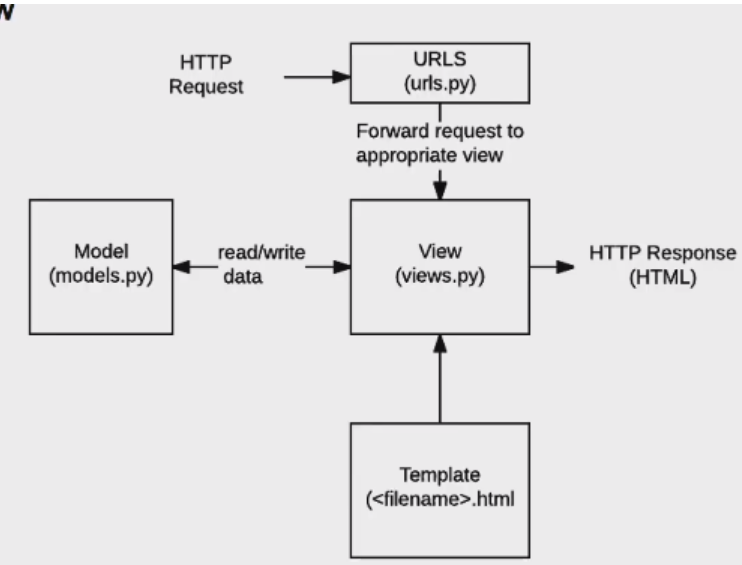 HTTP
Request
URLS
(urls.py)
Forward request to
appropriate view
Model
(models.py)
read/write
data
View
(views.py)
HTTP Response
(HTML)
Template
(<filename>.html